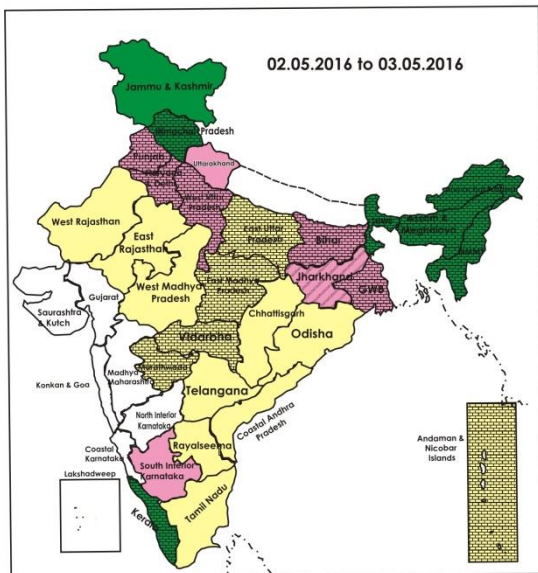 02.05.2016 to 03.05.2016
Jammu & Kashmir
Himachal Pradesh
Punjab
Uttarakhand
West Rajasthan
East
Rajasthan
East Uttar
Pradesh
Bihar
Assam &
Meghalaya
Jharkhand
GWB
West Madhya
Pradesh
East Madhya
Pradesh
Chhattisgarh
Gujarat
Saurashtra
& Kutch
Odisha
Vidarbha
Marathwada
Madhya
Maharashtra
Konkan & Goa
Telangana
North Interior
Karnataka
Coastal Andhra
Pradesh
Rayalseema
Coastal
Karnataka
South Interior
Karnataka
Lakshadweep
Kerala
Tamil Nadu
Andaman &
Nicobar
Islands